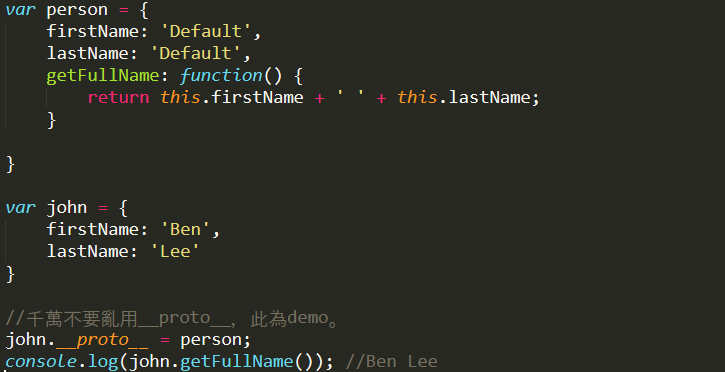 var person = {
    firstName: 'Default',
    lastName: 'Default',
    getFullName: function() {
        return this.firstName + ' ' + this.lastName;
    }
}
var john = {
    firstName: 'Ben',
    lastName: 'Lee'
}
//千萬不要亂用__proto__, 此為demo。
john.__proto__ = person;
console.log(john.getFullName()); //Ben Lee